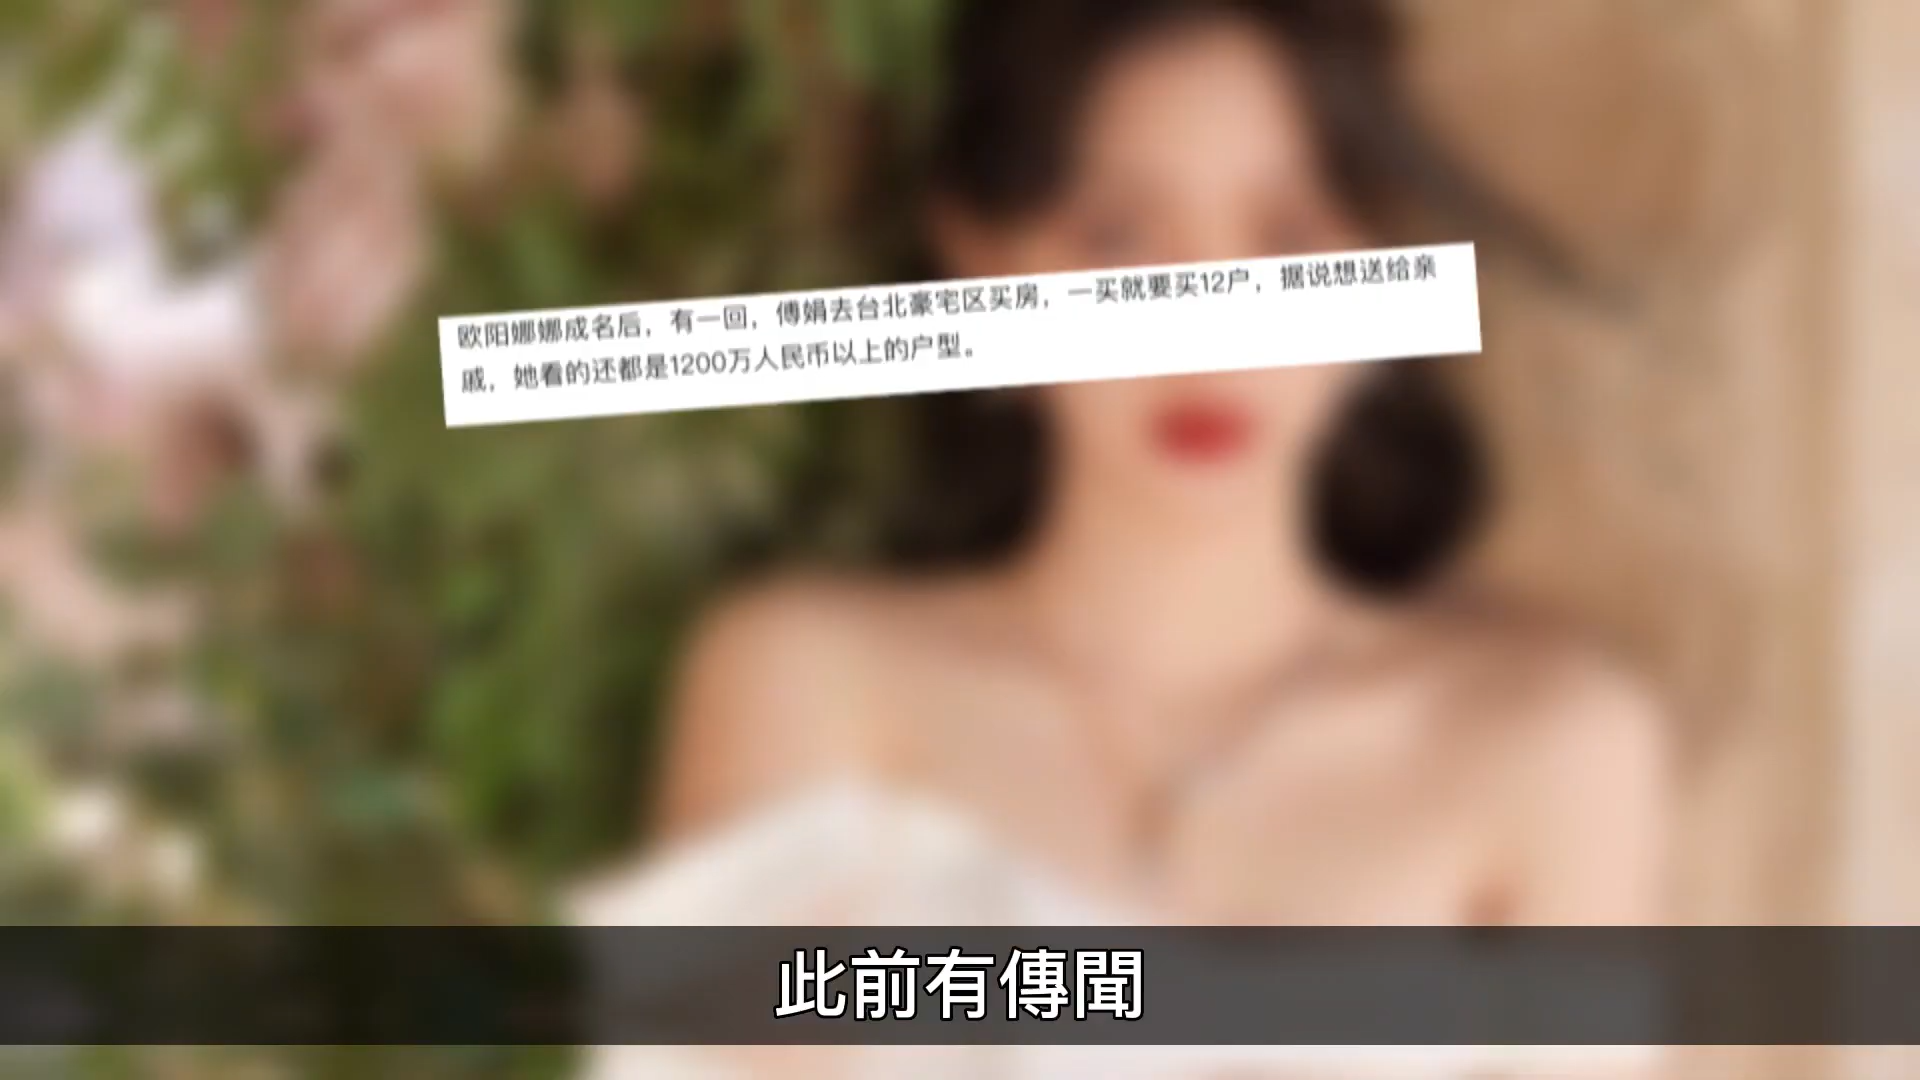 欧阳娜娜成名后，有一回，傅娟去台北豪宅区买房，一买就要买12户，据说想送给亲
戚，她看的还都是1200万人民币以上的户型。
此前有傳聞